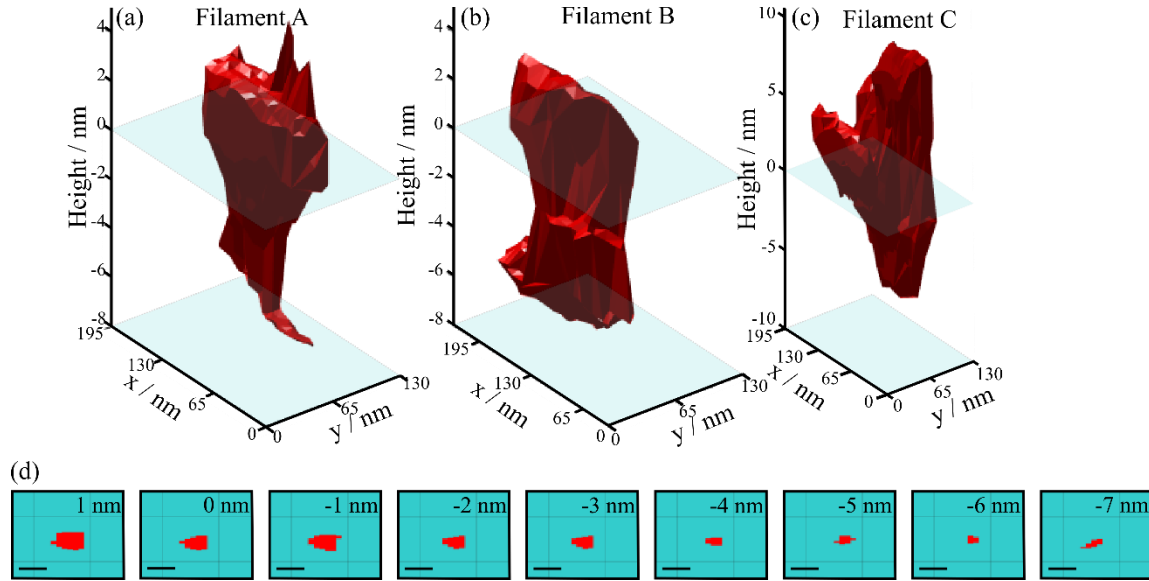 (a) Filament A
4
2
0
-2
-4
-6
-8
Height / nm
195
130
65
0
x / nm
0
65
130
y / nm
(b) Filament B
4
2
0
-2
-4
-6
-8
Height / nm
195
130
65
0
x / nm
0
65
130
y / nm
(c) Filament C
10
5
0
-5
-10
Height / nm
195
130
65
0
x / nm
0
65
130
y / nm
(d)
1 nm
0 nm
-1 nm
-2 nm
-3 nm
-4 nm
-5 nm
-6 nm
-7 nm